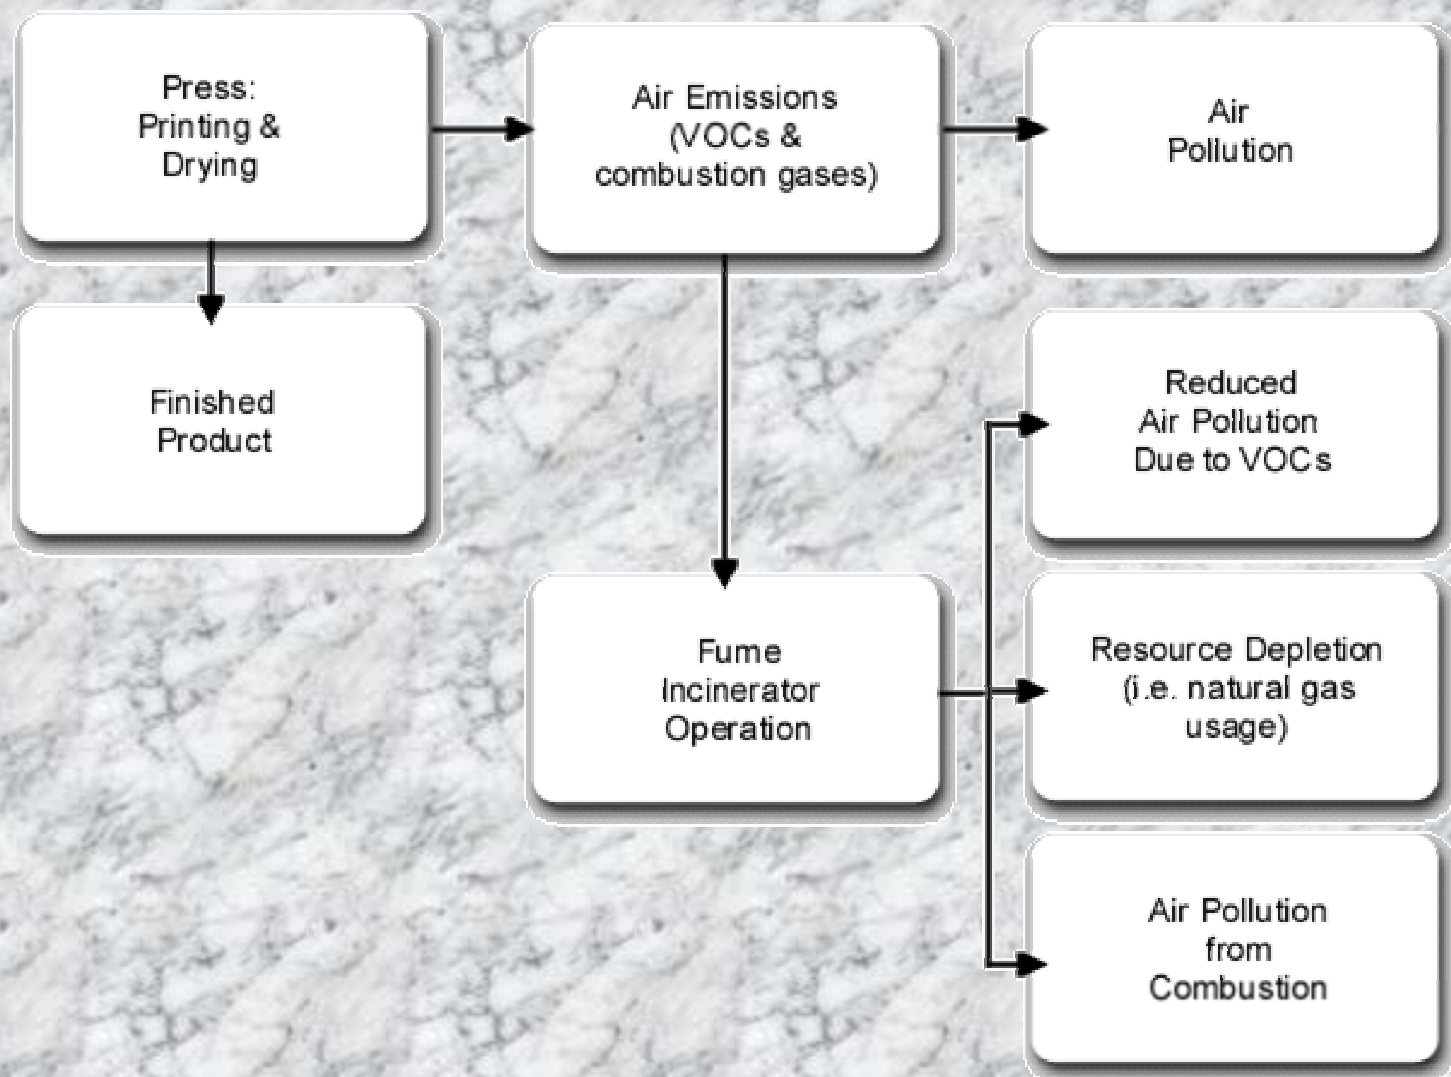 Press:
Printing &
Drying
Air Emissions
(VOCs &
combustion gases)
Air
Pollution
Finished
Product
Reduced
Air Pollution
Due to VOCs
Fume
Incinerator
Operation
Resource Depletion
(i.e. natural gas
usage)
Air Pollution
from
Combustion